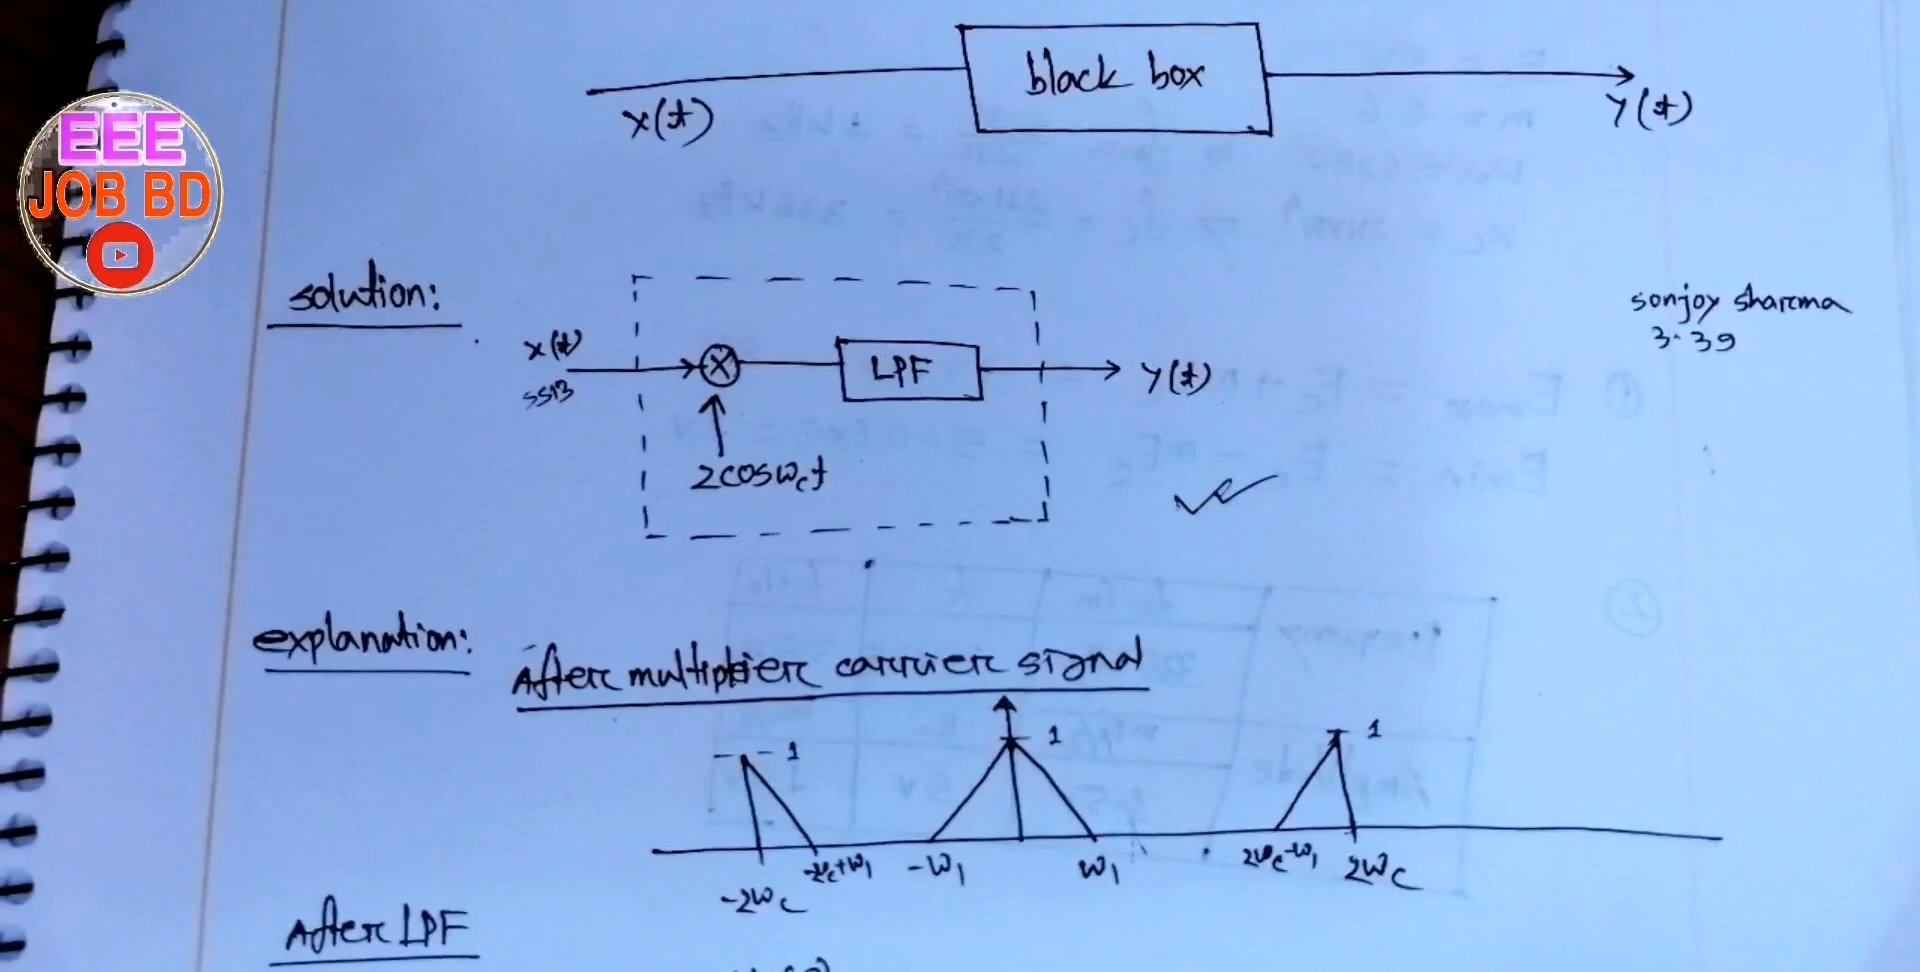 EEE
JOB BD
black box
x(t)
y(t)
solution:
sonjoy sharma
3.39
x(t)
SSB
LPF
y(t)
2cosωct
explanation:
After multiplier carrier signal
1
1
1
-2ωc
-2ωc+ω1
-ω1
ω1
2ωc-ω1
2ωc
After LPF